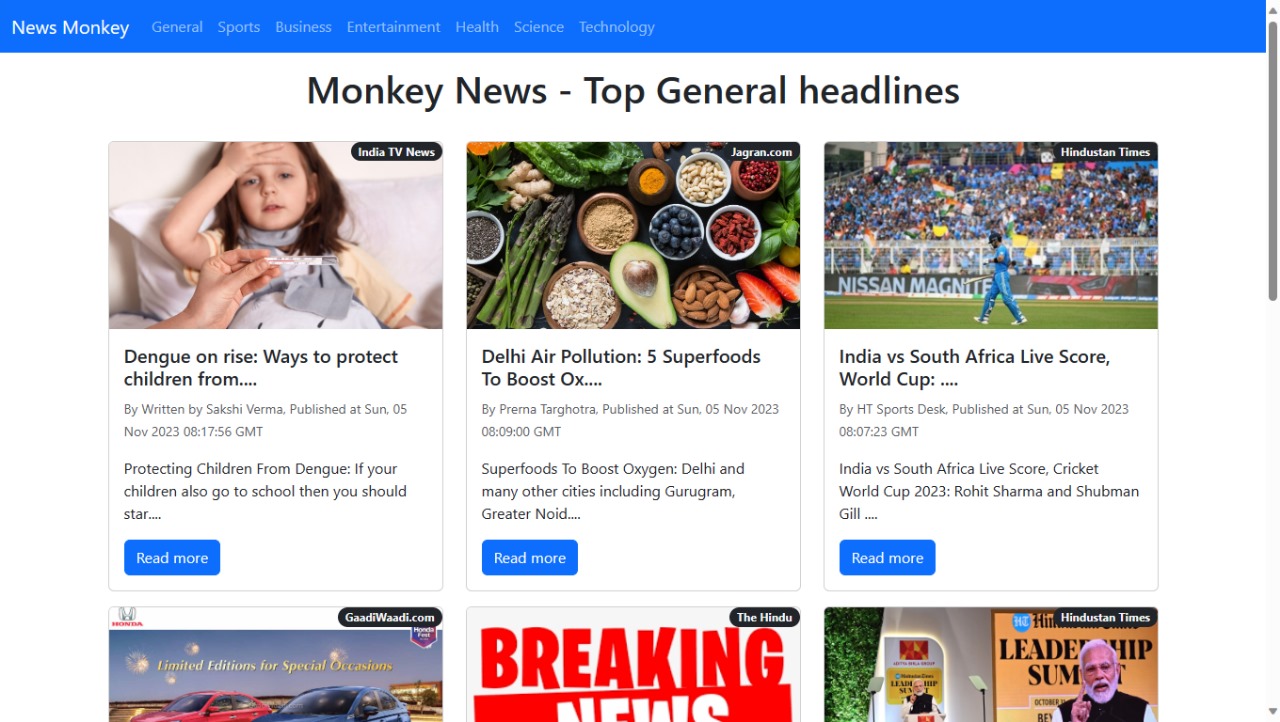 News Monkey General Sports Business Entertainment Health Science Technology
Monkey News - Top General headlines
India TV News
Dengue on rise: Ways to protect
children from....
By Written by Sakshi Verma, Published at Sun, 05
Nov 2023 08:17:56 GMT
Protecting Children From Dengue: If your
children also go to school then you should
star....
Read more
Jagran.com
Delhi Air Pollution: 5 Superfoods
To Boost Ox....
By Prerna Targhotra, Published at Sun, 05 Nov 2023
08:09:00 GMT
Superfoods To Boost Oxygen: Delhi and
many other cities including Gurugram,
Greater Noid....
Read more
Hindustan Times
NISSAN MAGNITE
India vs South Africa Live Score,
World Cup: ....
By HT Sports Desk, Published at Sun, 05 Nov 2023
08:07:23 GMT
India vs South Africa Live Score, Cricket
World Cup 2023: Rohit Sharma and Shubman
Gill ....
Read more
GaadiWaadi.com
HONDA
Honda
Fest
Limited Editions for Special Occasions
The Hindu
BREAKING
NEWS
Hindustan Times
HT
LEADERSHIP
SUMMIT
ADITYA BIRLA GROUP